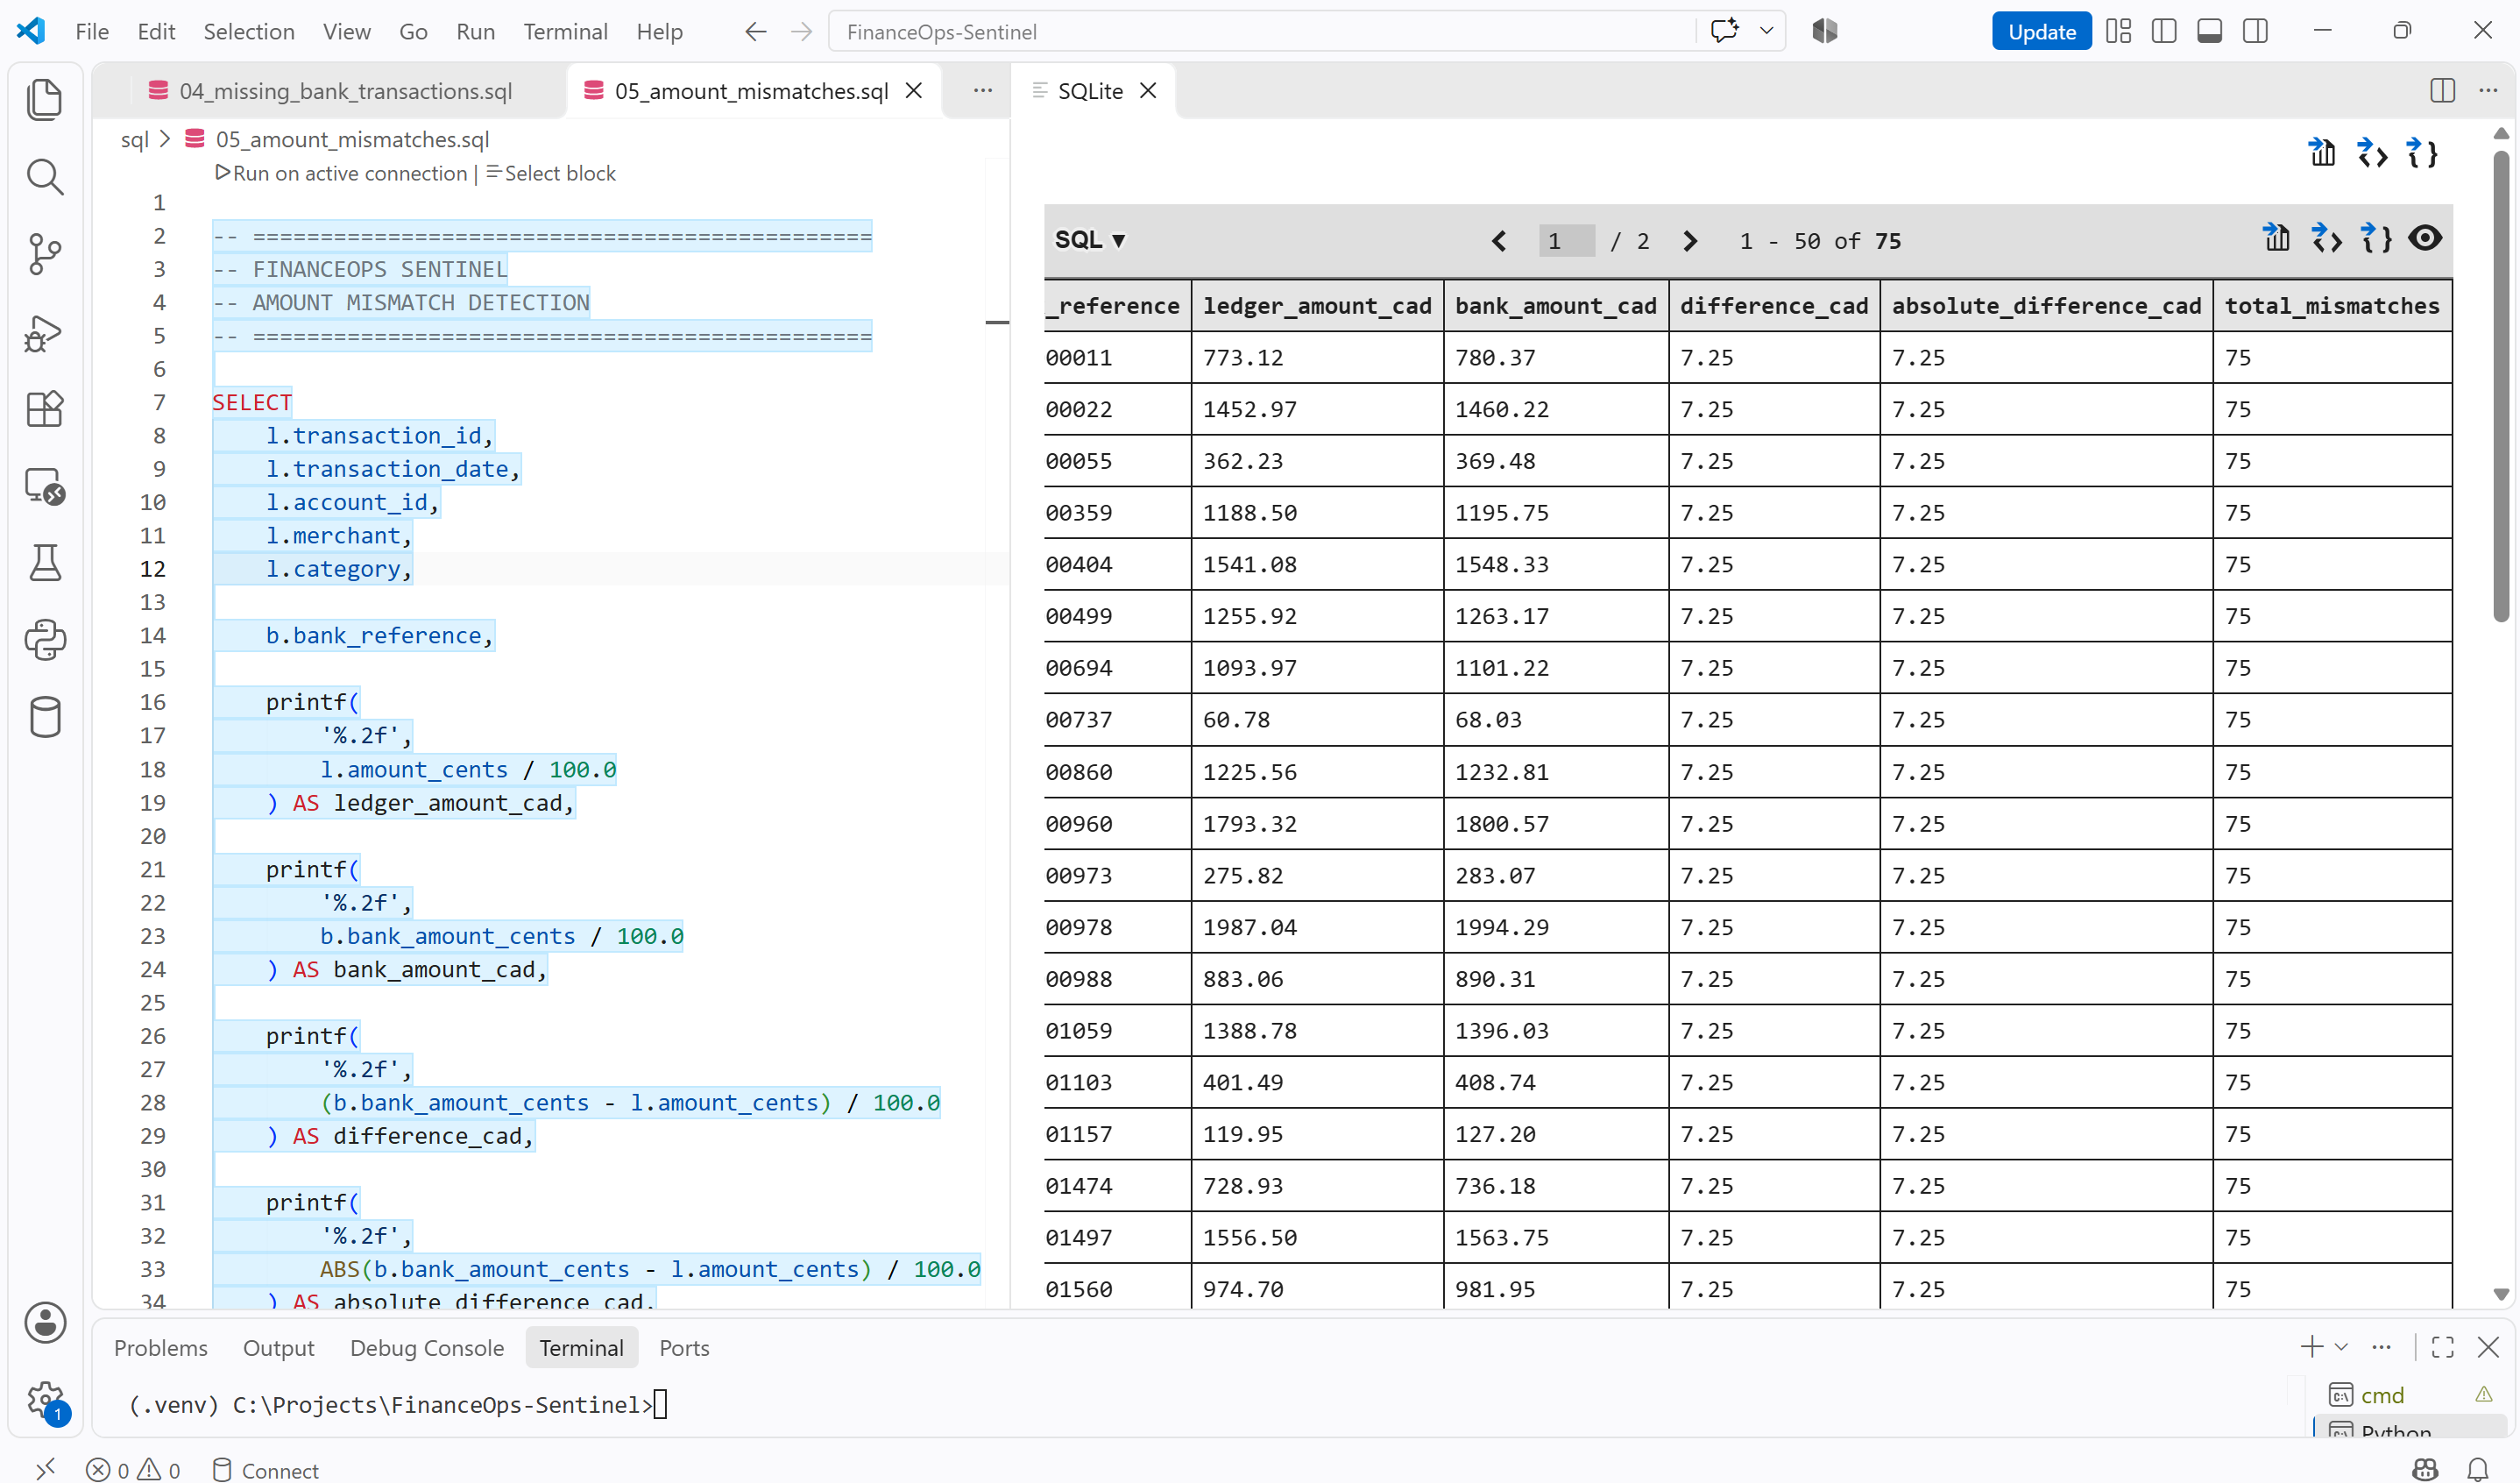 File Edit Selection View Go Run Terminal Help
FinanceOps-Sentinel
Update
04_missing_bank_transactions.sql
05_amount_mismatches.sql
SQLite
sql > 05_amount_mismatches.sql
Run on active connection | Select block
1
2 -- ==============================================
3 -- FINANCEOPS SENTINEL
4 -- AMOUNT MISMATCH DETECTION
5 -- ==============================================
6
7 SELECT
8 l.transaction_id,
9 l.transaction_date,
10 l.account_id,
11 l.merchant,
12 l.category,
13
14 b.bank_reference,
15
16 printf(
17 '%.2f',
18 l.amount_cents / 100.0
19 ) AS ledger_amount_cad,
20
21 printf(
22 '%.2f',
23 b.bank_amount_cents / 100.0
24 ) AS bank_amount_cad,
25
26 printf(
27 '%.2f',
28 (b.bank_amount_cents - l.amount_cents) / 100.0
29 ) AS difference_cad,
30
31 printf(
32 '%.2f',
33 ABS(b.bank_amount_cents - l.amount_cents) / 100.0
34 ) AS absolute_difference_cad,
SQL ▼ 1 / 2 1 - 50 of 75
_reference ledger_amount_cad bank_amount_cad difference_cad absolute_difference_cad total_mismatches
00011 773.12 780.37 7.25 7.25 75
00022 1452.97 1460.22 7.25 7.25 75
00055 362.23 369.48 7.25 7.25 75
00359 1188.50 1195.75 7.25 7.25 75
00404 1541.08 1548.33 7.25 7.25 75
00499 1255.92 1263.17 7.25 7.25 75
00694 1093.97 1101.22 7.25 7.25 75
00737 60.78 68.03 7.25 7.25 75
00860 1225.56 1232.81 7.25 7.25 75
00960 1793.32 1800.57 7.25 7.25 75
00973 275.82 283.07 7.25 7.25 75
00978 1987.04 1994.29 7.25 7.25 75
00988 883.06 890.31 7.25 7.25 75
01059 1388.78 1396.03 7.25 7.25 75
01103 401.49 408.74 7.25 7.25 75
01157 119.95 127.20 7.25 7.25 75
01474 728.93 736.18 7.25 7.25 75
01497 1556.50 1563.75 7.25 7.25 75
01560 974.70 981.95 7.25 7.25 75
Problems Output Debug Console Terminal Ports
(.venv) C:\Projects\FinanceOps-Sentinel>
cmd
Python
1
0 0 Connect